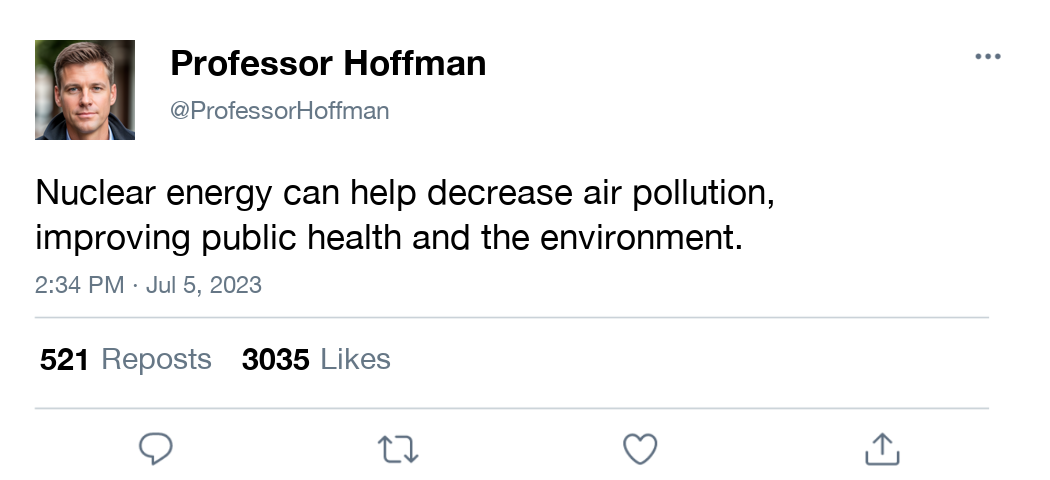 Professor Hoffman
@ProfessorHoffman
Nuclear energy can help decrease air pollution,
improving public health and the environment.
2:34 PM · Jul 5, 2023
521 Reposts 3035 Likes